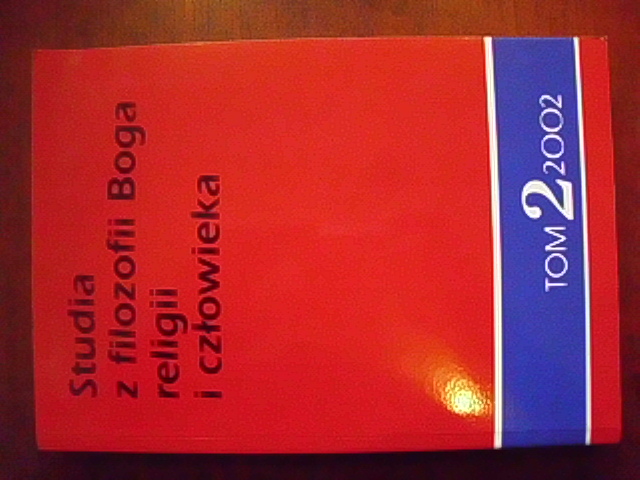 Studia
z filozofii Boga
religii
i człowieka
TOM 2 2002